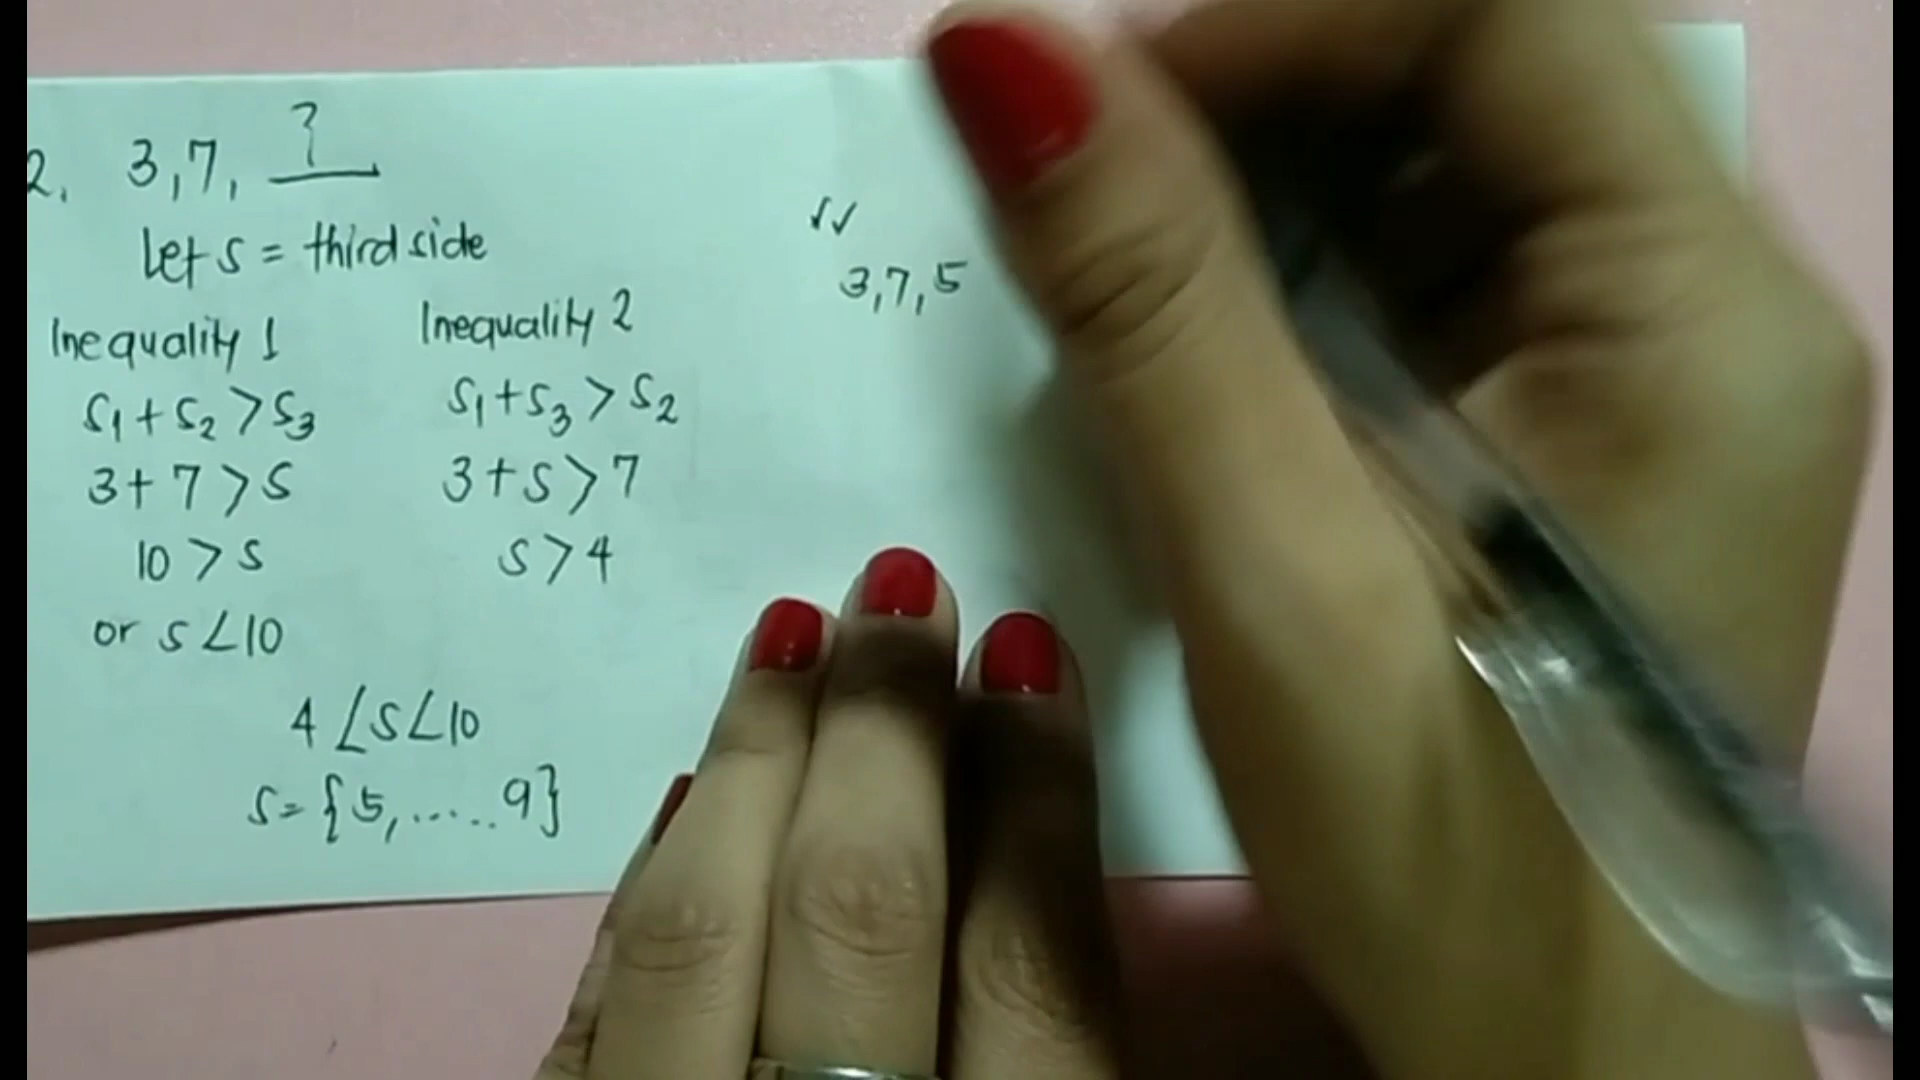 2. 3,7, ?
Let s = third side
Inequality 1
s1 + s2 > s3
3 + 7 > s
10 > s
or s < 10
Inequality 2
s1 + s3 > s2
3 + s > 7
s > 4
4 < s < 10
s = {5, ..... 9}
✓✓
3,7,5